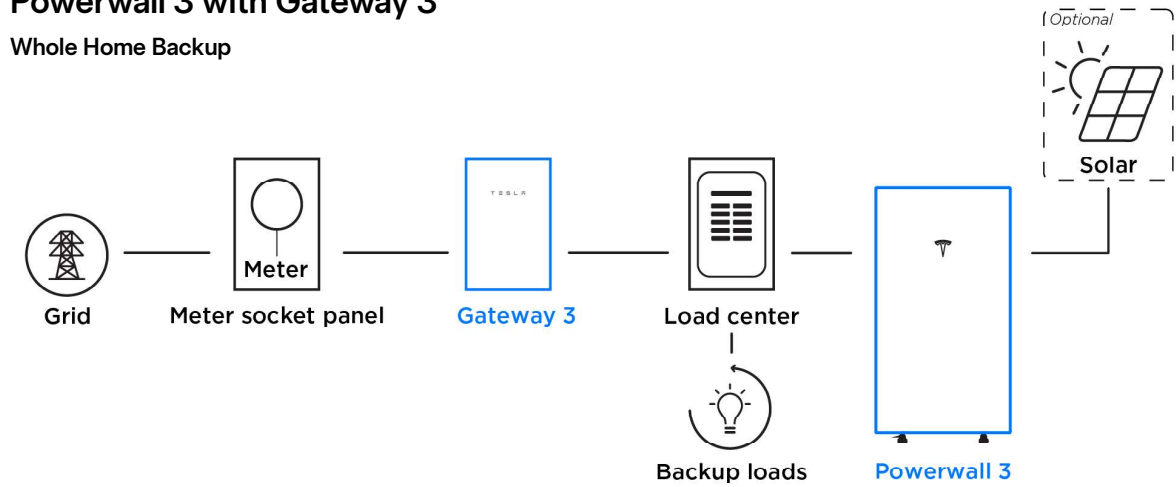 Powerwall 3 with Gateway 3
Whole Home Backup
Optional
Solar
TESLA
Meter
Grid
Meter socket panel
Gateway 3
Load center
Backup loads
Powerwall 3